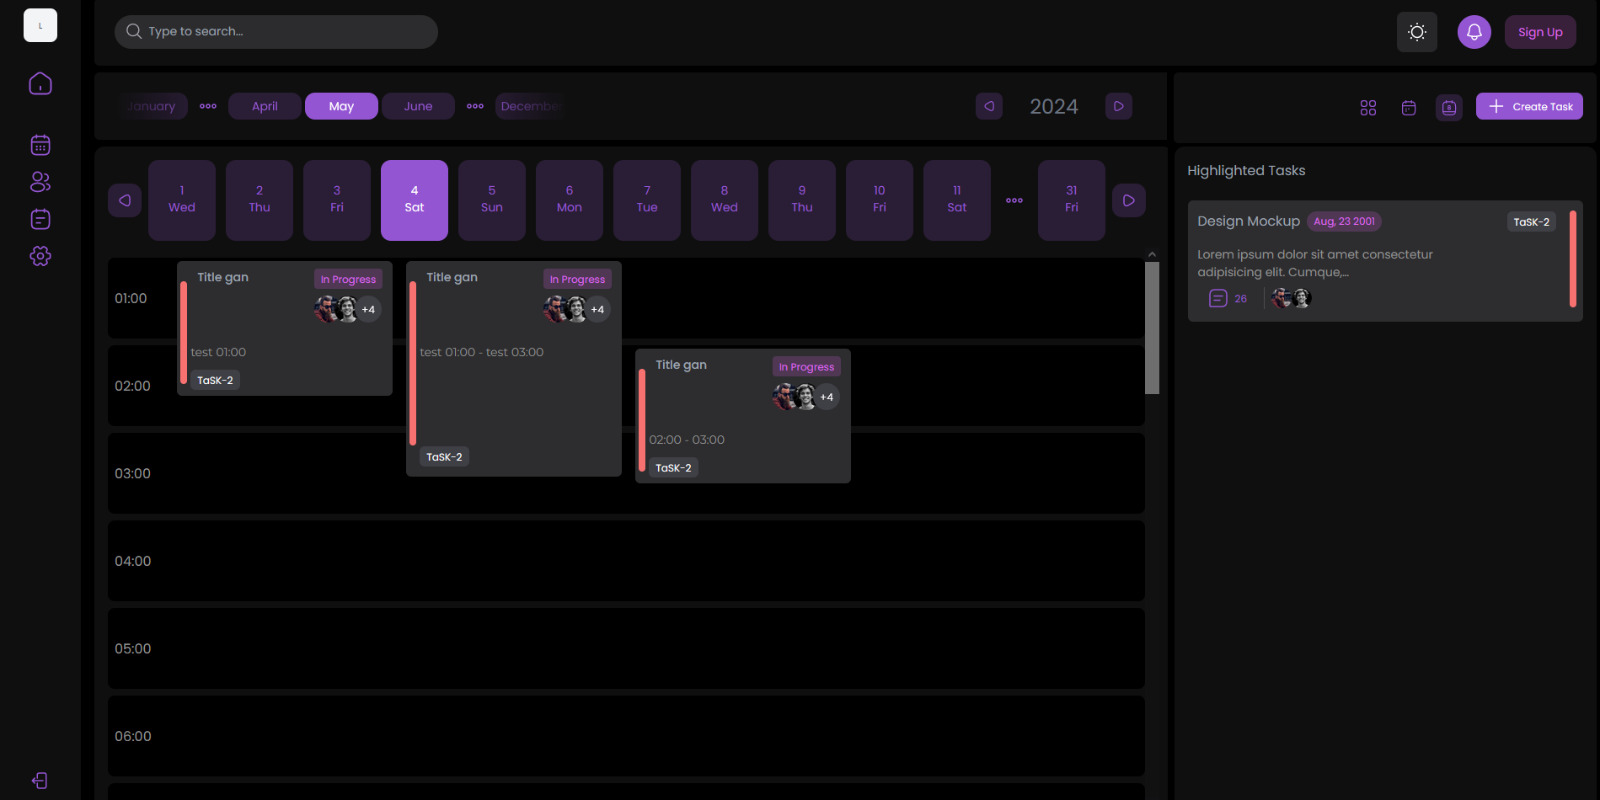 L
Type to search...
Sign Up
January
April
May
June
December
2024
Create Task
1
Wed
2
Thu
3
Fri
4
Sat
5
Sun
6
Mon
7
Tue
8
Wed
9
Thu
10
Fri
11
Sat
31
Fri
01:00
02:00
03:00
04:00
05:00
06:00
Title gan
In Progress
+4
test 01:00
TaSK-2
Title gan
In Progress
+4
test 01:00 - test 03:00
TaSK-2
Title gan
In Progress
+4
02:00 - 03:00
TaSK-2
Highlighted Tasks
Design Mockup
Aug, 23 2001
TaSK-2
Lorem ipsum dolor sit amet consectetur
adipisicing elit. Cumque,...
26